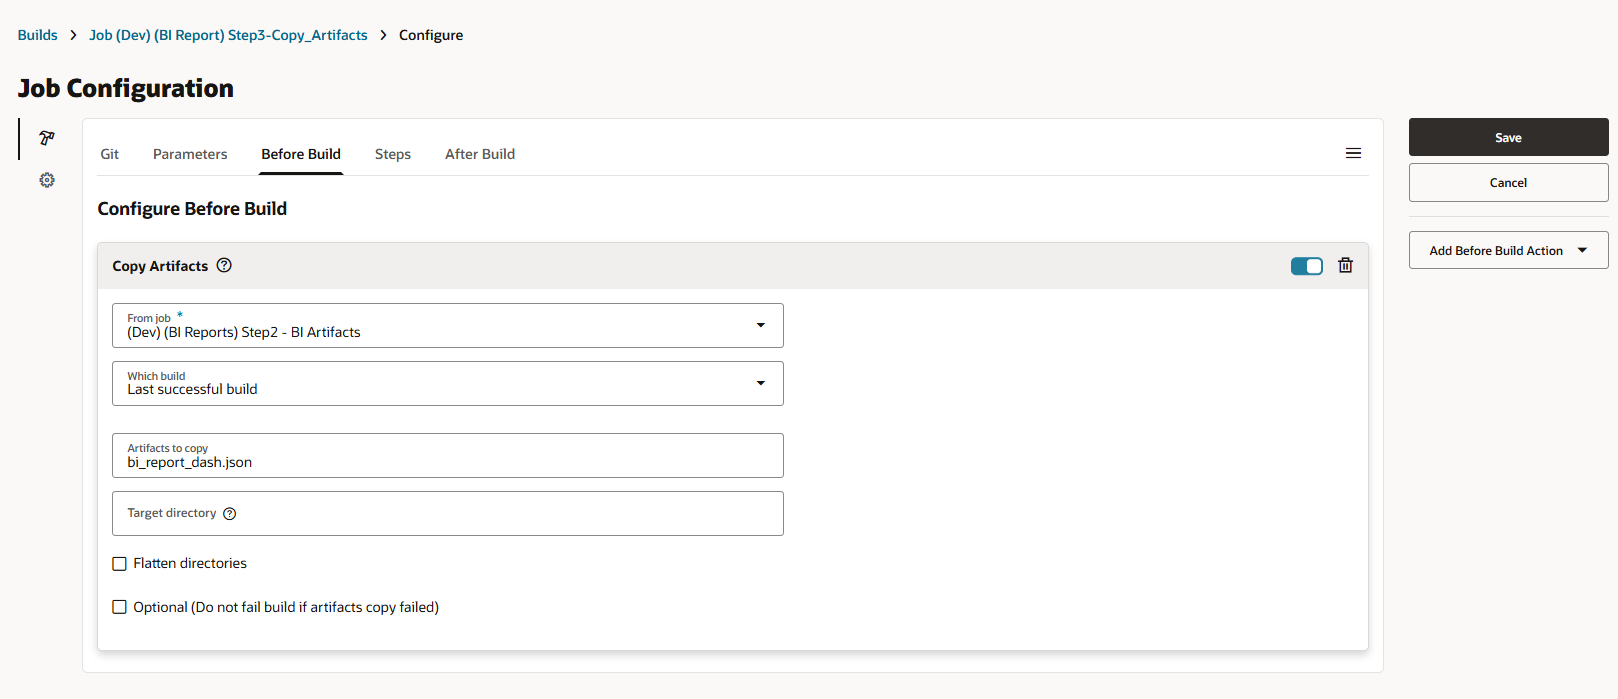 Builds > Job (Dev) (BI Report) Step3-Copy_Artifacts > Configure
Job Configuration
Git Parameters Before Build Steps After Build
Save
Cancel
Add Before Build Action
Configure Before Build
Copy Artifacts
From job *
(Dev) (BI Reports) Step2 - BI Artifacts
Which build
Last successful build
Artifacts to copy
bi_report_dash.json
Target directory
Flatten directories
Optional (Do not fail build if artifacts copy failed)